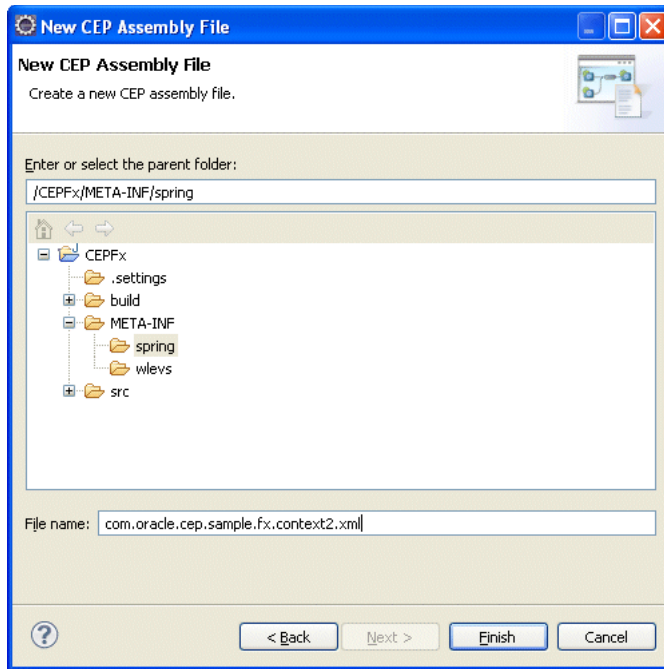 New CEP Assembly File
New CEP Assembly File
Create a new CEP assembly file.
Enter or select the parent folder:
/CEPFx/META-INF/spring
CEPFx
.settings
build
META-INF
spring
wlevs
src
File name: com.oracle.cep.sample.fx.context2.xml
? < Back Next > Finish Cancel